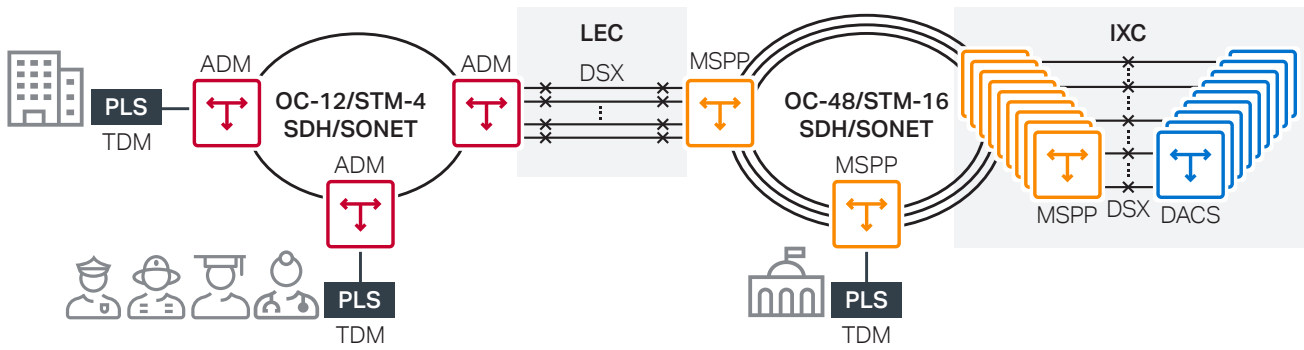 LEC
IXC
ADM
ADM
DSX
MSPP
PLS
TDM
OC-12/STM-4
SDH/SONET
OC-48/STM-16
SDH/SONET
ADM
MSPP
MSPP
DSX
DACS
PLS
TDM
PLS
TDM